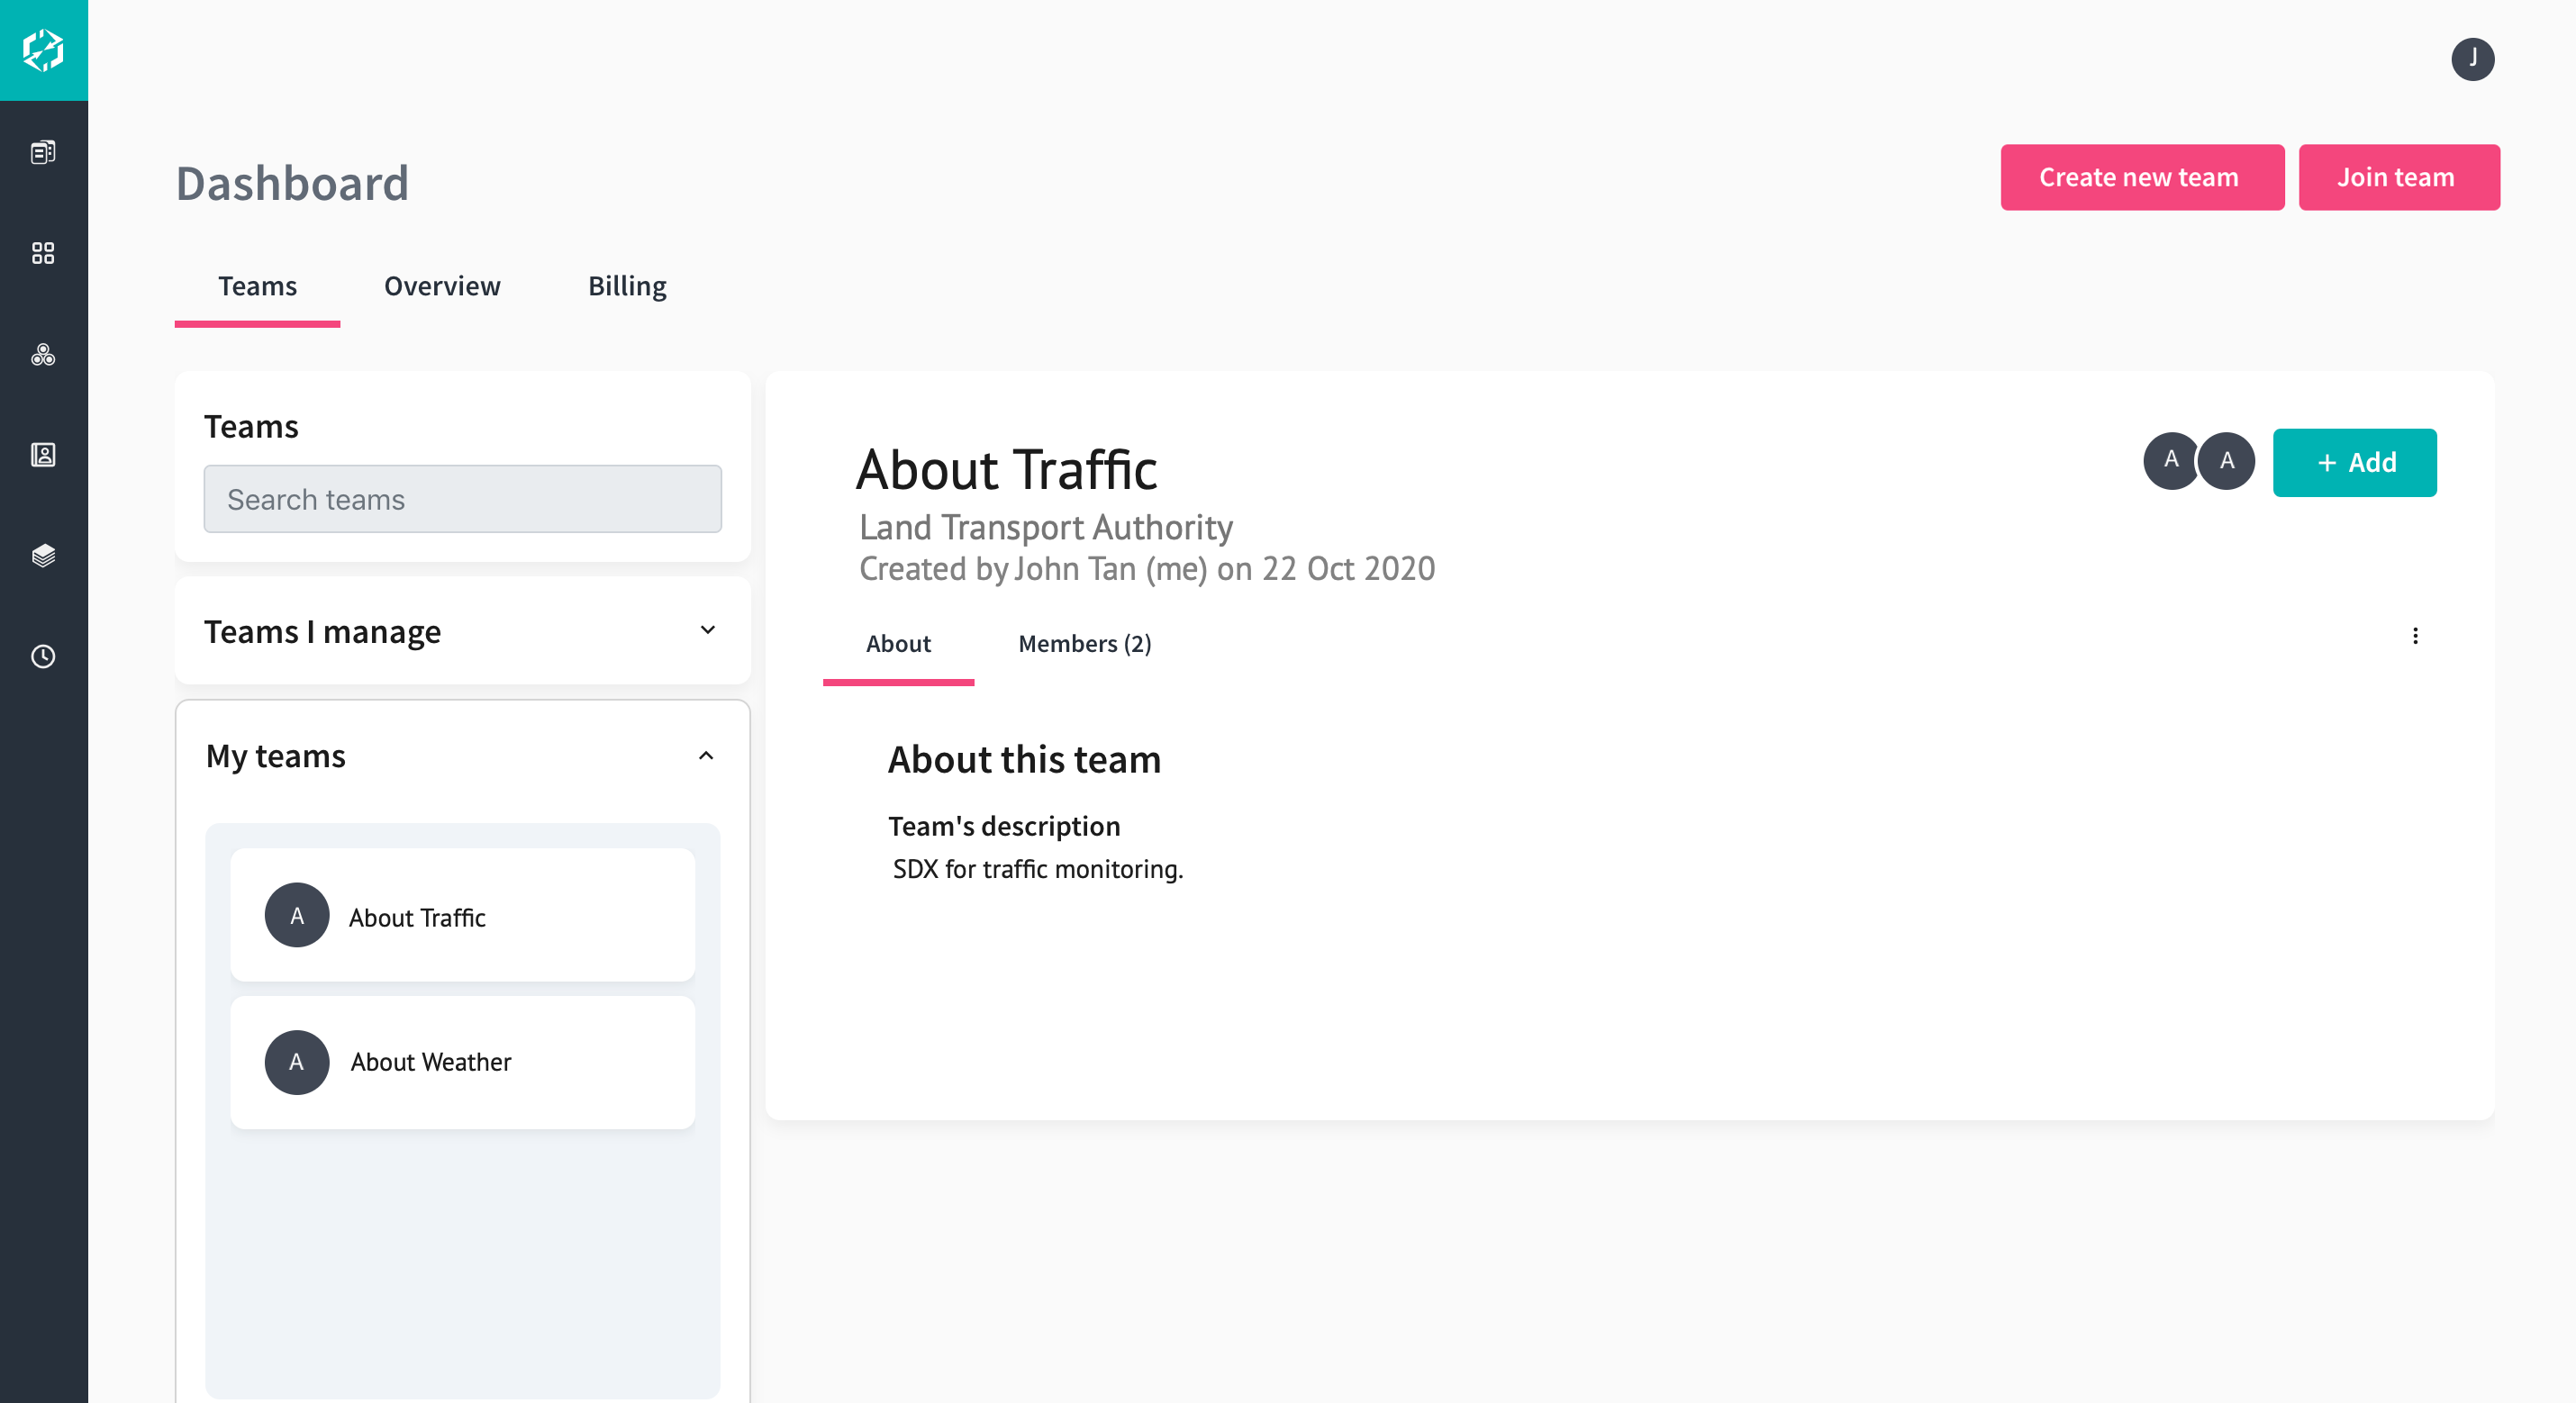 J
Dashboard
Create new team
Join team
Teams
Overview
Billing
Teams
Search teams
Teams I manage
My teams
A
About Traffic
A
About Weather
About Traffic
A
A
+ Add
Land Transport Authority
Created by John Tan (me) on 22 Oct 2020
About
Members (2)
About this team
Team's description
SDX for traffic monitoring.